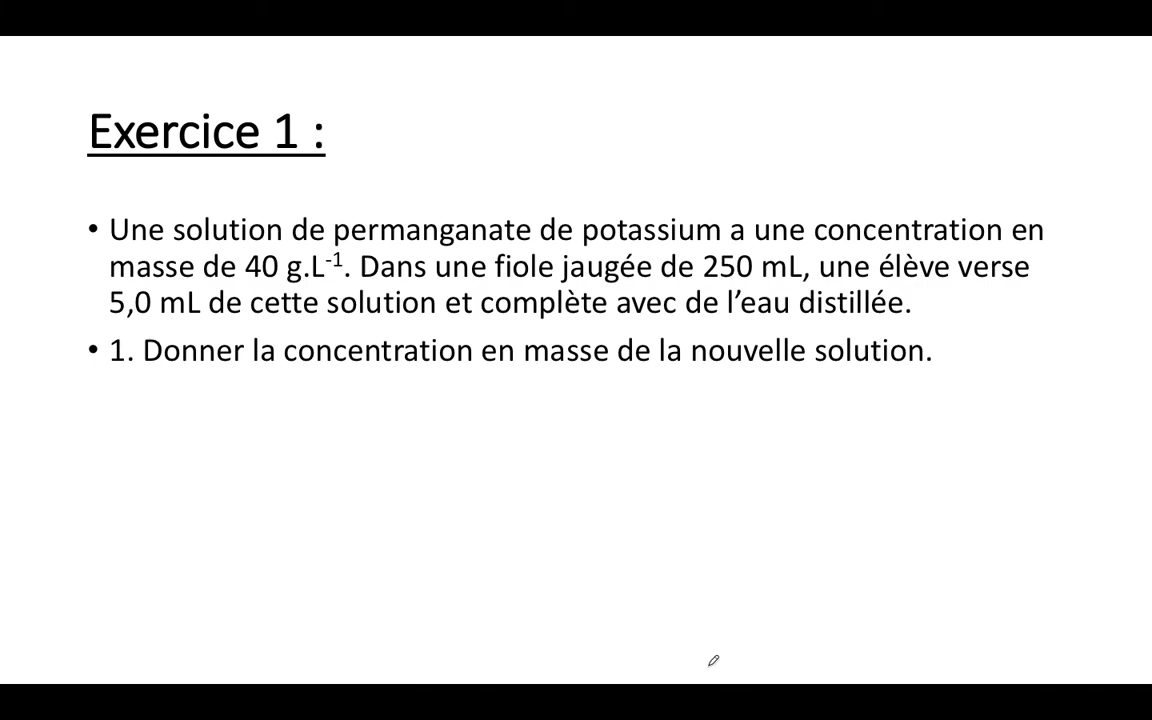 Exercice 1 :
• Une solution de permanganate de potassium a une concentration en
masse de 40 g.L⁻¹. Dans une fiole jaugée de 250 mL, une élève verse
5,0 mL de cette solution et complète avec de l’eau distillée.
• 1. Donner la concentration en masse de la nouvelle solution.